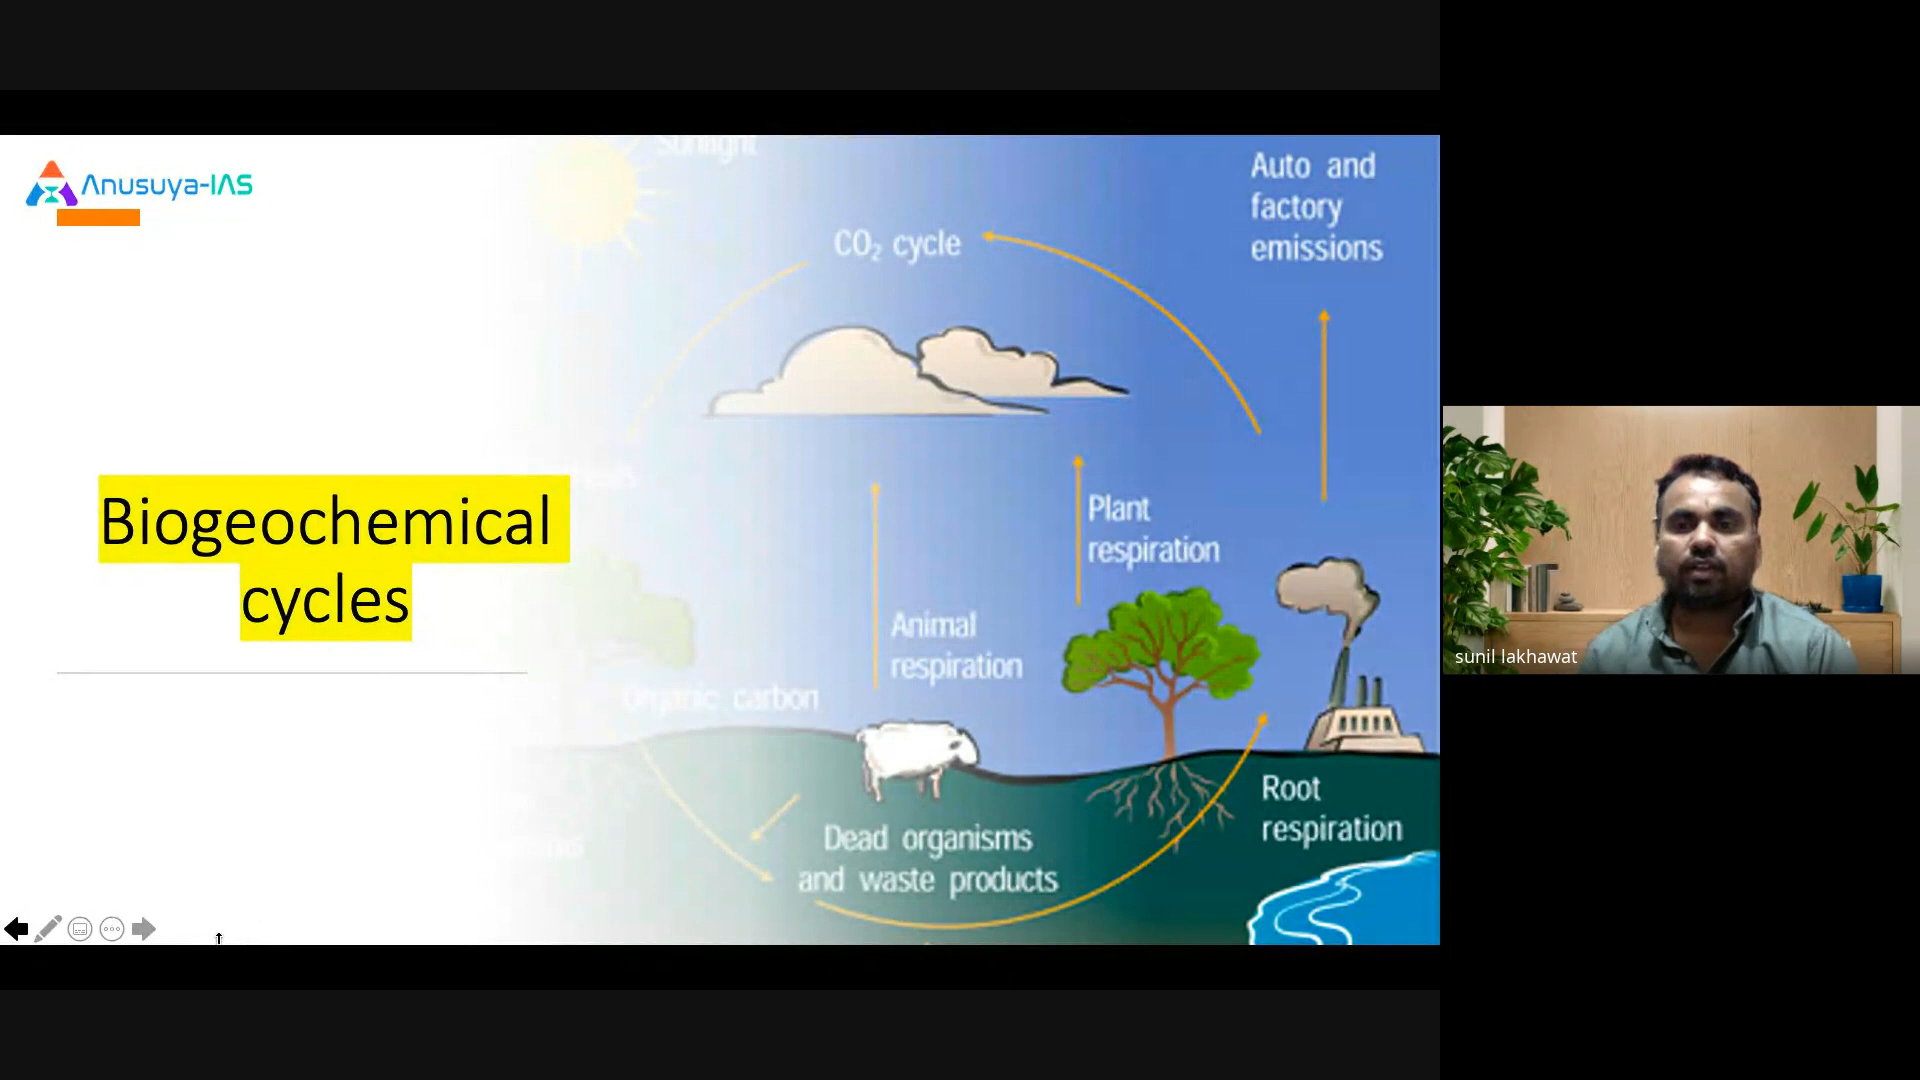 Anusuya-IAS
Sunlight
Auto and
factory
emissions
CO₂ cycle
Biogeochemical
cycles
Plant
respiration
Animal
respiration
Organic carbon
Dead organisms
and waste products
Root
respiration
sunil lakhawat